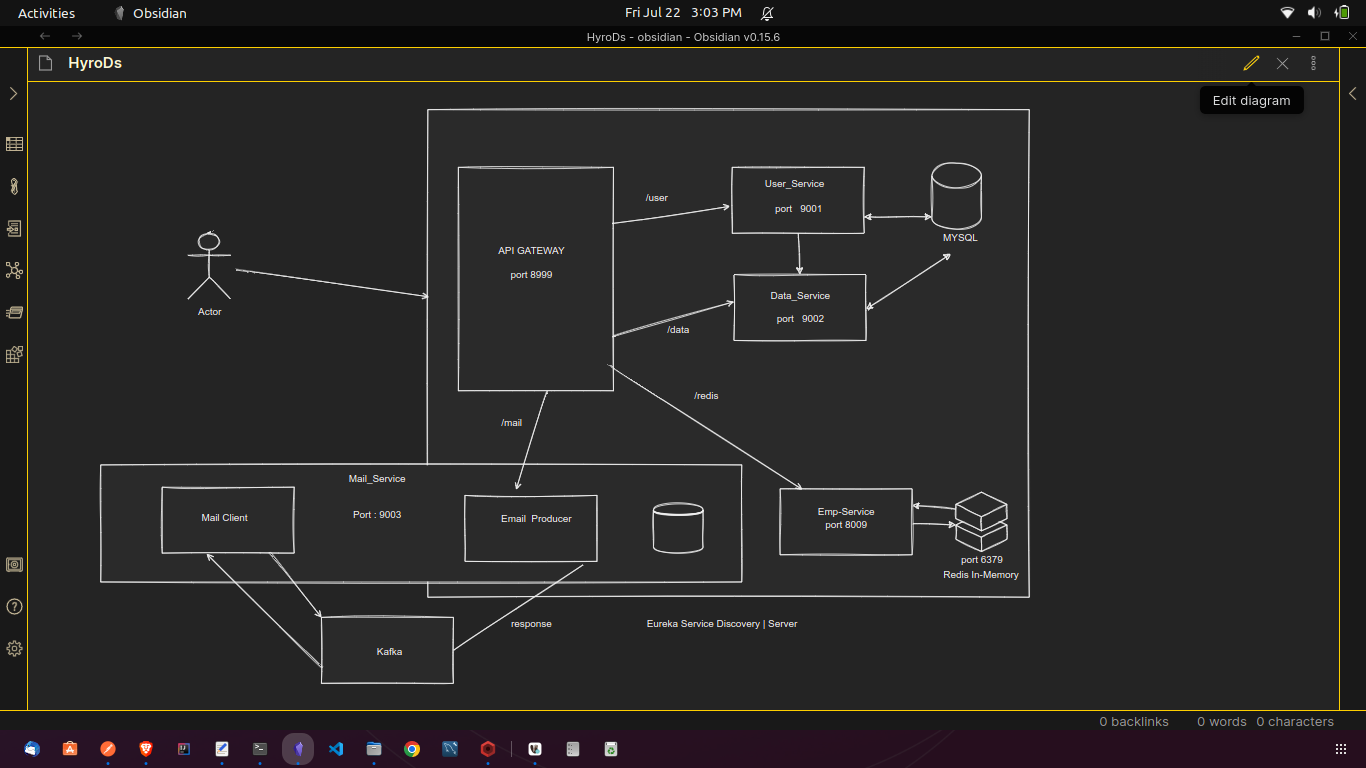 Activities
Obsidian
Fri Jul 22 3:03 PM
HyroDs - obsidian - Obsidian v0.15.6
HyroDs
Edit diagram
User_Service
port 9001
/user
MYSQL
API GATEWAY
port 8999
Data_Service
port 9002
/data
Actor
/redis
/mail
Mail_Service
Port : 9003
Mail Client
Email Producer
Emp-Service
port 8009
port 6379
Redis In-Memory
response
Eureka Service Discovery | Server
Kafka
0 backlinks
0 words
0 characters